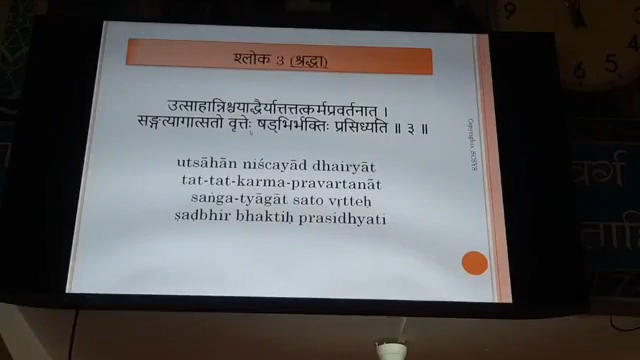 श्लोक 3 (श्रद्धा)
उत्साहान्निश्चयाद्धैर्यात्तत्तत्कर्मप्रवर्तनात् ।
सङ्गत्यागात्सतो वृत्तेः षड्भिर्भक्तिः प्रसिध्यति ॥ ३ ॥
utsāhān niścayād dhairyāt
tat-tat-karma-pravartanāt
saṅga-tyāgāt sato vṛtteh
ṣaḍbhir bhaktiḥ prasidhyati